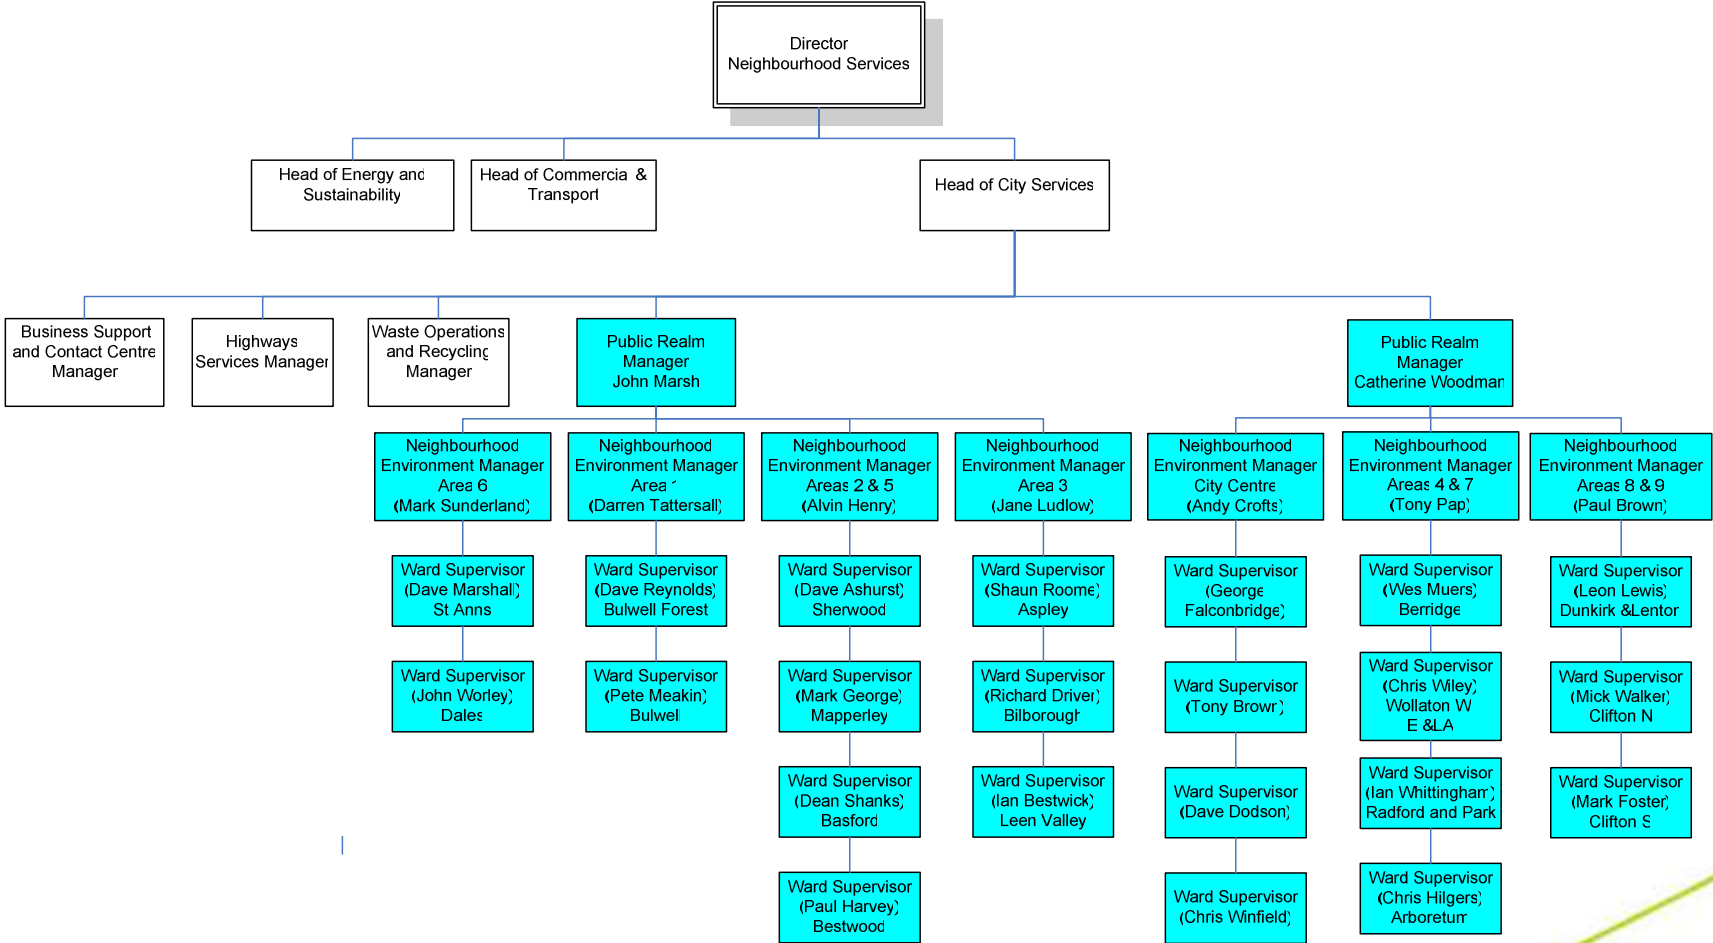 Director
Neighbourhood Services
Head of Energy and
Sustainability
Head of Commercia &
Transport
Head of City Services
Business Support
and Contact Centre
Manager
Highways
Services Manager
Waste Operations
and Recycling
Manager
Public Realm
Manager
John Marsh
Public Realm
Manager
Catherine Woodman
Neighbourhood
Environment Manager
Area 6
(Mark Sunderland)
Neighbourhood
Environment Manager
Area 1
(Darren Tattersall)
Neighbourhood
Environment Manager
Areas 2 & 5
(Alvin Henry)
Neighbourhood
Environment Manager
Area 3
(Jane Ludlow)
Neighbourhood
Environment Manager
City Centre
(Andy Crofts)
Neighbourhood
Environment Manager
Areas 4 & 7
(Tony Pap)
Neighbourhood
Environment Manager
Areas 8 & 9
(Paul Brown)
Ward Supervisor
(Dave Marshall)
St Anns
Ward Supervisor
(Dave Reynolds)
Bulwell Forest
Ward Supervisor
(Dave Ashurst)
Sherwood
Ward Supervisor
(Shaun Roome)
Aspley
Ward Supervisor
(George
Falconbridge)
Ward Supervisor
(Wes Muers)
Berridge
Ward Supervisor
(Leon Lewis)
Dunkirk &Lenton
Ward Supervisor
(John Worley)
Dales
Ward Supervisor
(Pete Meakin)
Bulwell
Ward Supervisor
(Mark George)
Mapperley
Ward Supervisor
(Richard Driver)
Bilborough
Ward Supervisor
(Tony Brown)
Ward Supervisor
(Chris Wiley)
Wollaton W
E &LA
Ward Supervisor
(Mick Walker)
Clifton N
Ward Supervisor
(Dean Shanks)
Basford
Ward Supervisor
(Ian Bestwick)
Leen Valley
Ward Supervisor
(Dave Dodson)
Ward Supervisor
(Ian Whittingham)
Radford and Park
Ward Supervisor
(Mark Foster)
Clifton S
Ward Supervisor
(Paul Harvey)
Bestwood
Ward Supervisor
(Chris Winfield)
Ward Supervisor
(Chris Hilgers)
Arboretum